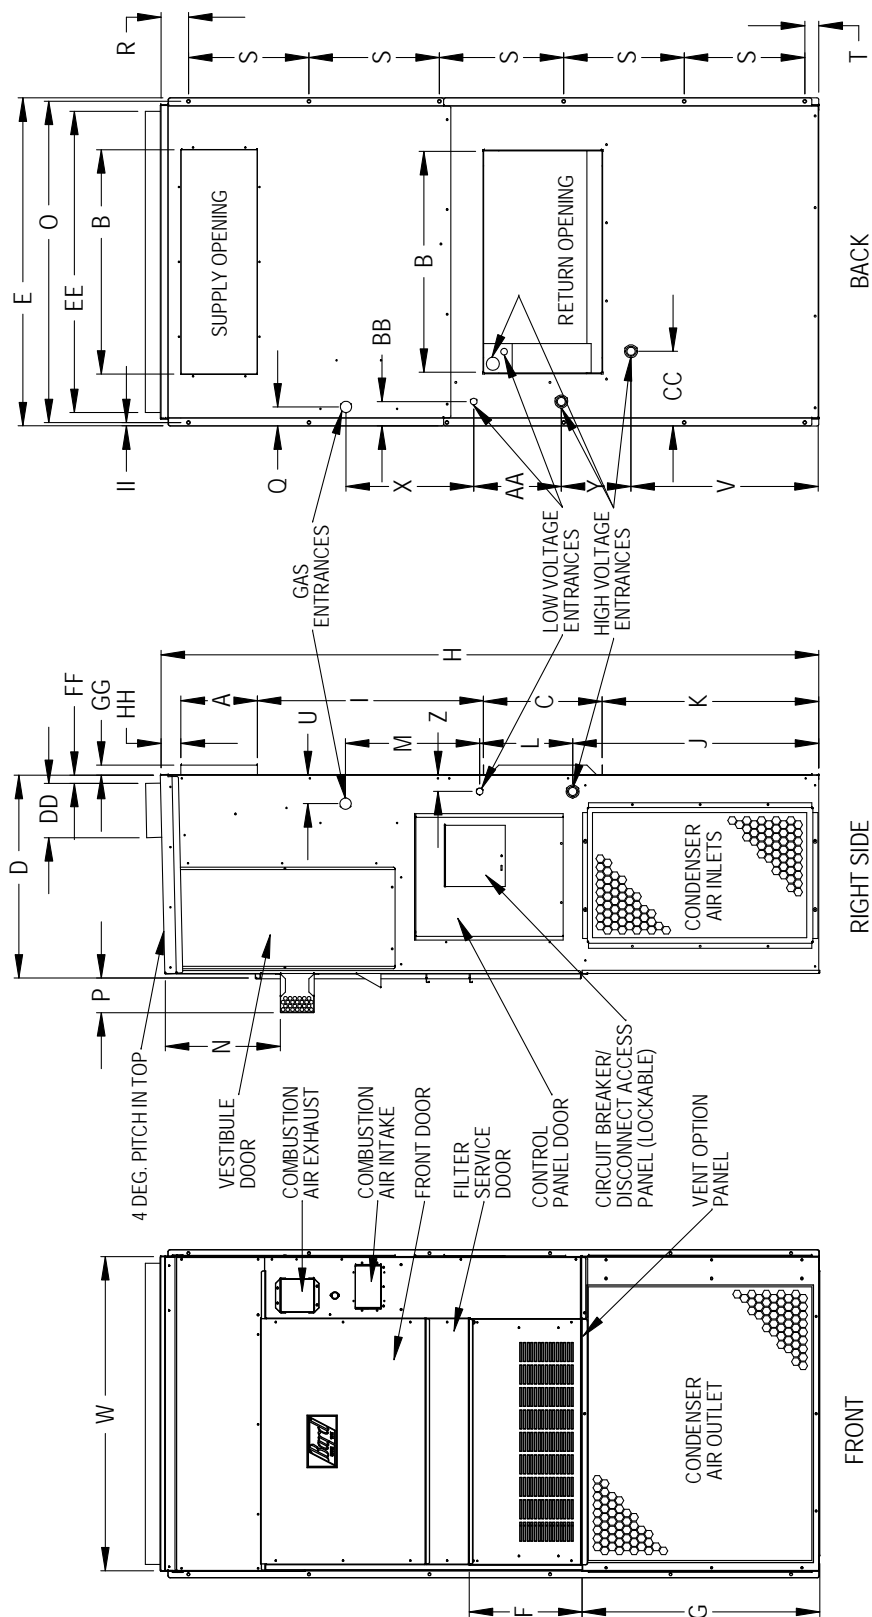 W
F
G
Bard
CONDENSER
AIR OUTLET
FRONT
4 DEG. PITCH IN TOP
VESTIBULE
DOOR
COMBUSTION
AIR EXHAUST
COMBUSTION
AIR INTAKE
FRONT DOOR
FILTER
SERVICE
DOOR
CONTROL
PANEL DOOR
CIRCUIT BREAKER/
DISCONNECT ACCESS
PANEL (LOCKABLE)
VENT OPTION
PANEL
P
D
DD
FF
GG
HH
N
A
I
U
M
Z
C
L
H
K
J
CONDENSER
AIR INLETS
RIGHT SIDE
GAS
ENTRANCES
LOW VOLTAGE
ENTRANCES
HIGH VOLTAGE
ENTRANCES
II
E
O
EE
B
Q
BB
X
AA
Y
V
CC
B
SUPPLY OPENING
RETURN OPENING
R
S
S
S
S
S
T
BACK